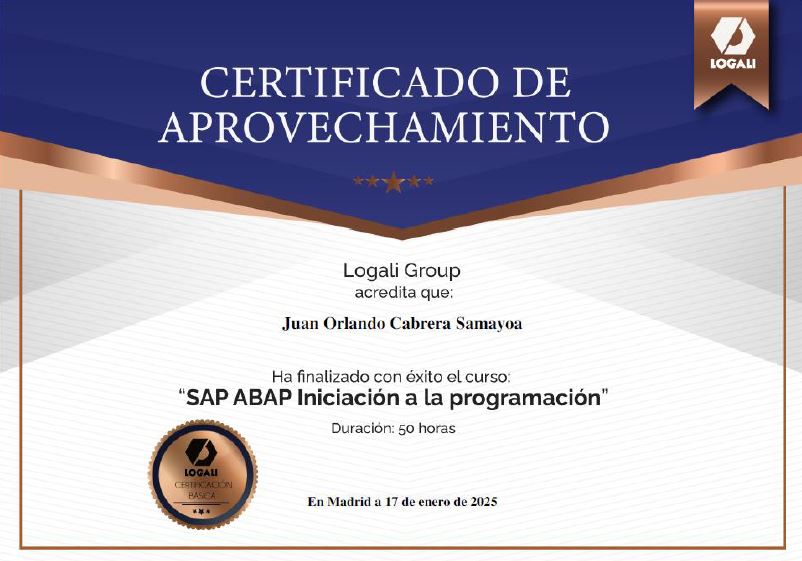 LOGALI
CERTIFICADO DE
APROVECHAMIENTO
Logali Group
acredita que:
Juan Orlando Cabrera Samayoa
Ha finalizado con éxito el curso:
“SAP ABAP Iniciación a la programación”
Duración: 50 horas
LOGALI
CERTIFICACIÓN
BÁSICA
En Madrid a 17 de enero de 2025